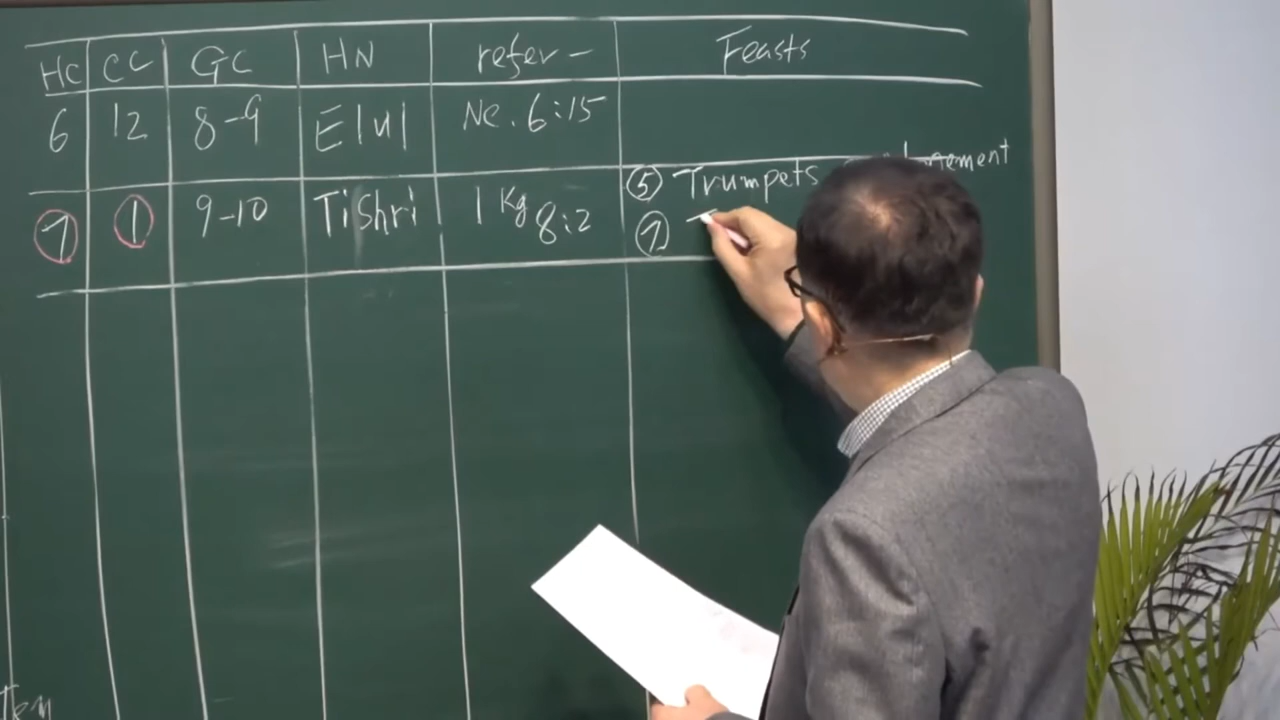 HC CC GC HN refer- Feasts
6 12 8-9 Elul Ne. 6:15
7 1 9-10 Tishri 1 Kg 8:2 ⑤ Trumpets
⑦ T